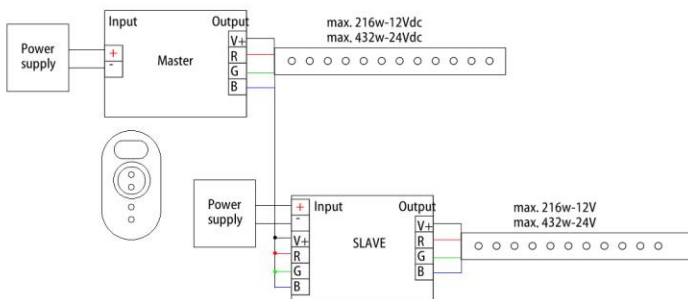 Power
supply
Input
+
-
Master
Output
V+
R
G
B
max. 216w-12Vdc
max. 432w-24Vdc
Power
supply
+
-
Input
V+
R
G
B
SLAVE
Output
V+
R
G
B
max. 216w-12V
max. 432w-24V